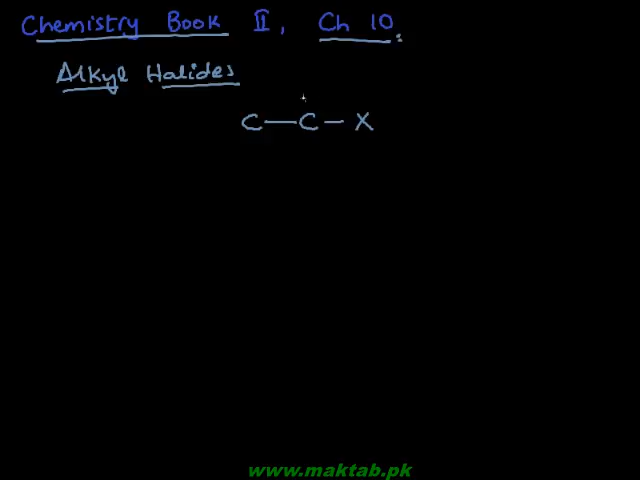 Chemistry Book II, Ch 10:
Alkyl Halides
C — C — X
www.maktab.pk